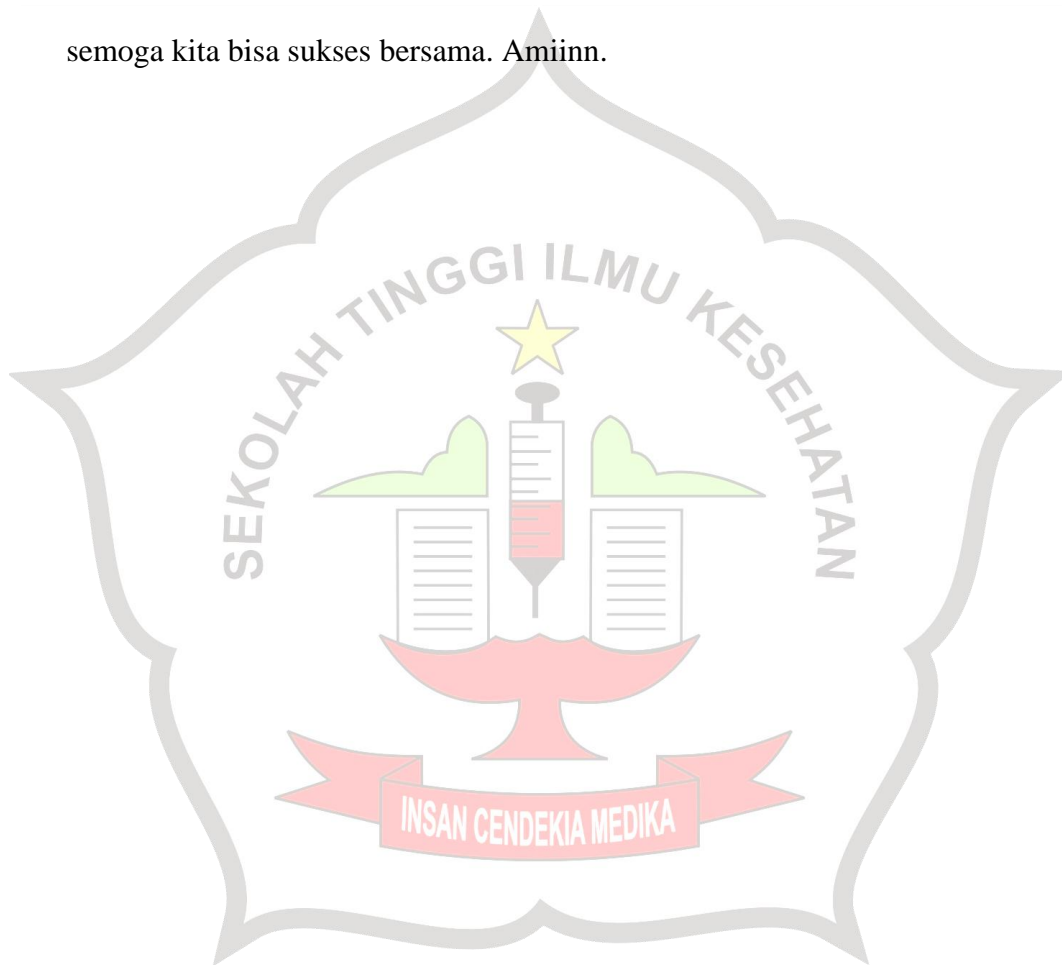 semoga kita bisa sukses bersama. Amiinn.
SEKOLAH TINGGI ILMU KESEHATAN
INSAN CENDEKIA MEDIKA